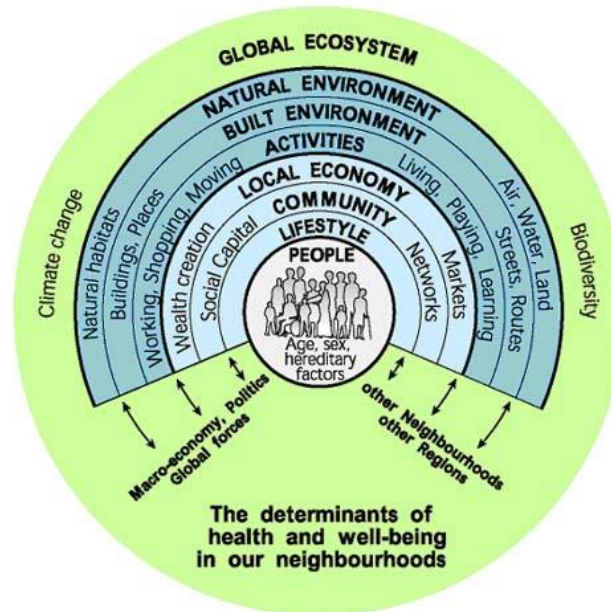 GLOBAL ECOSYSTEM
NATURAL ENVIRONMENT
BUILT ENVIRONMENT
ACTIVITIES
LOCAL ECONOMY
COMMUNITY
LIFESTYLE
PEOPLE
Age, sex,
hereditary
factors
Climate change
Natural habitats
Buildings, Places
Working, Shopping, Moving
Wealth creation
Social Capital
Networks
Markets
Living, Playing, Learning
Streets, Routes
Air, Water, Land
Biodiversity
Macro-economy, Politics
Global forces
other Neighbourhoods
other Regions
The determinants of
health and well-being
in our neighbourhoods